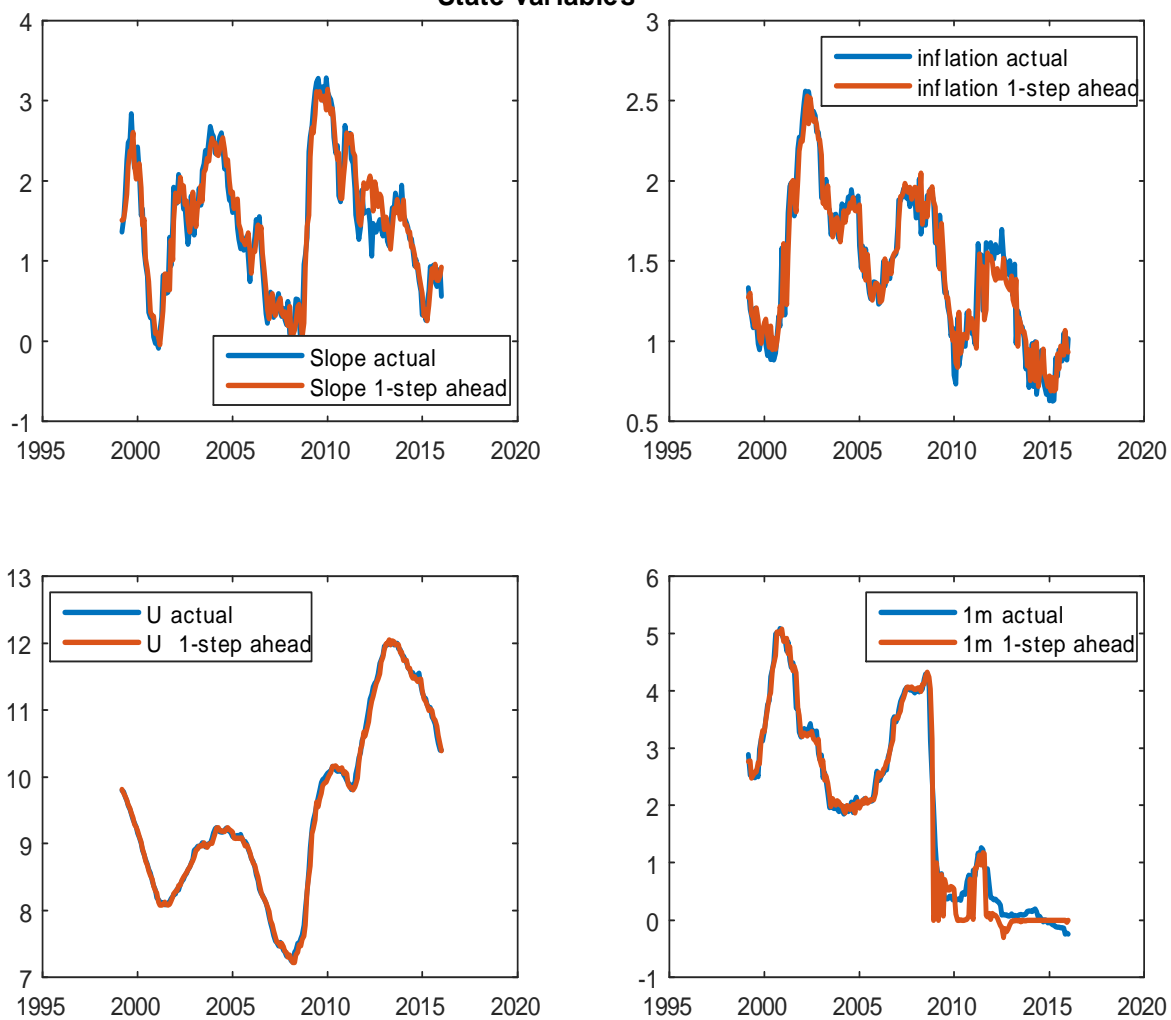 State Variables
4
3
2
1
0
-1
1995 2000 2005 2010 2015 2020
Slope actual
Slope 1-step ahead
3
2.5
2
1.5
1
0.5
1995 2000 2005 2010 2015 2020
inflation actual
inflation 1-step ahead
13
12
11
10
9
8
7
1995 2000 2005 2010 2015 2020
U actual
U 1-step ahead
6
5
4
3
2
1
0
-1
1995 2000 2005 2010 2015 2020
1m actual
1m 1-step ahead